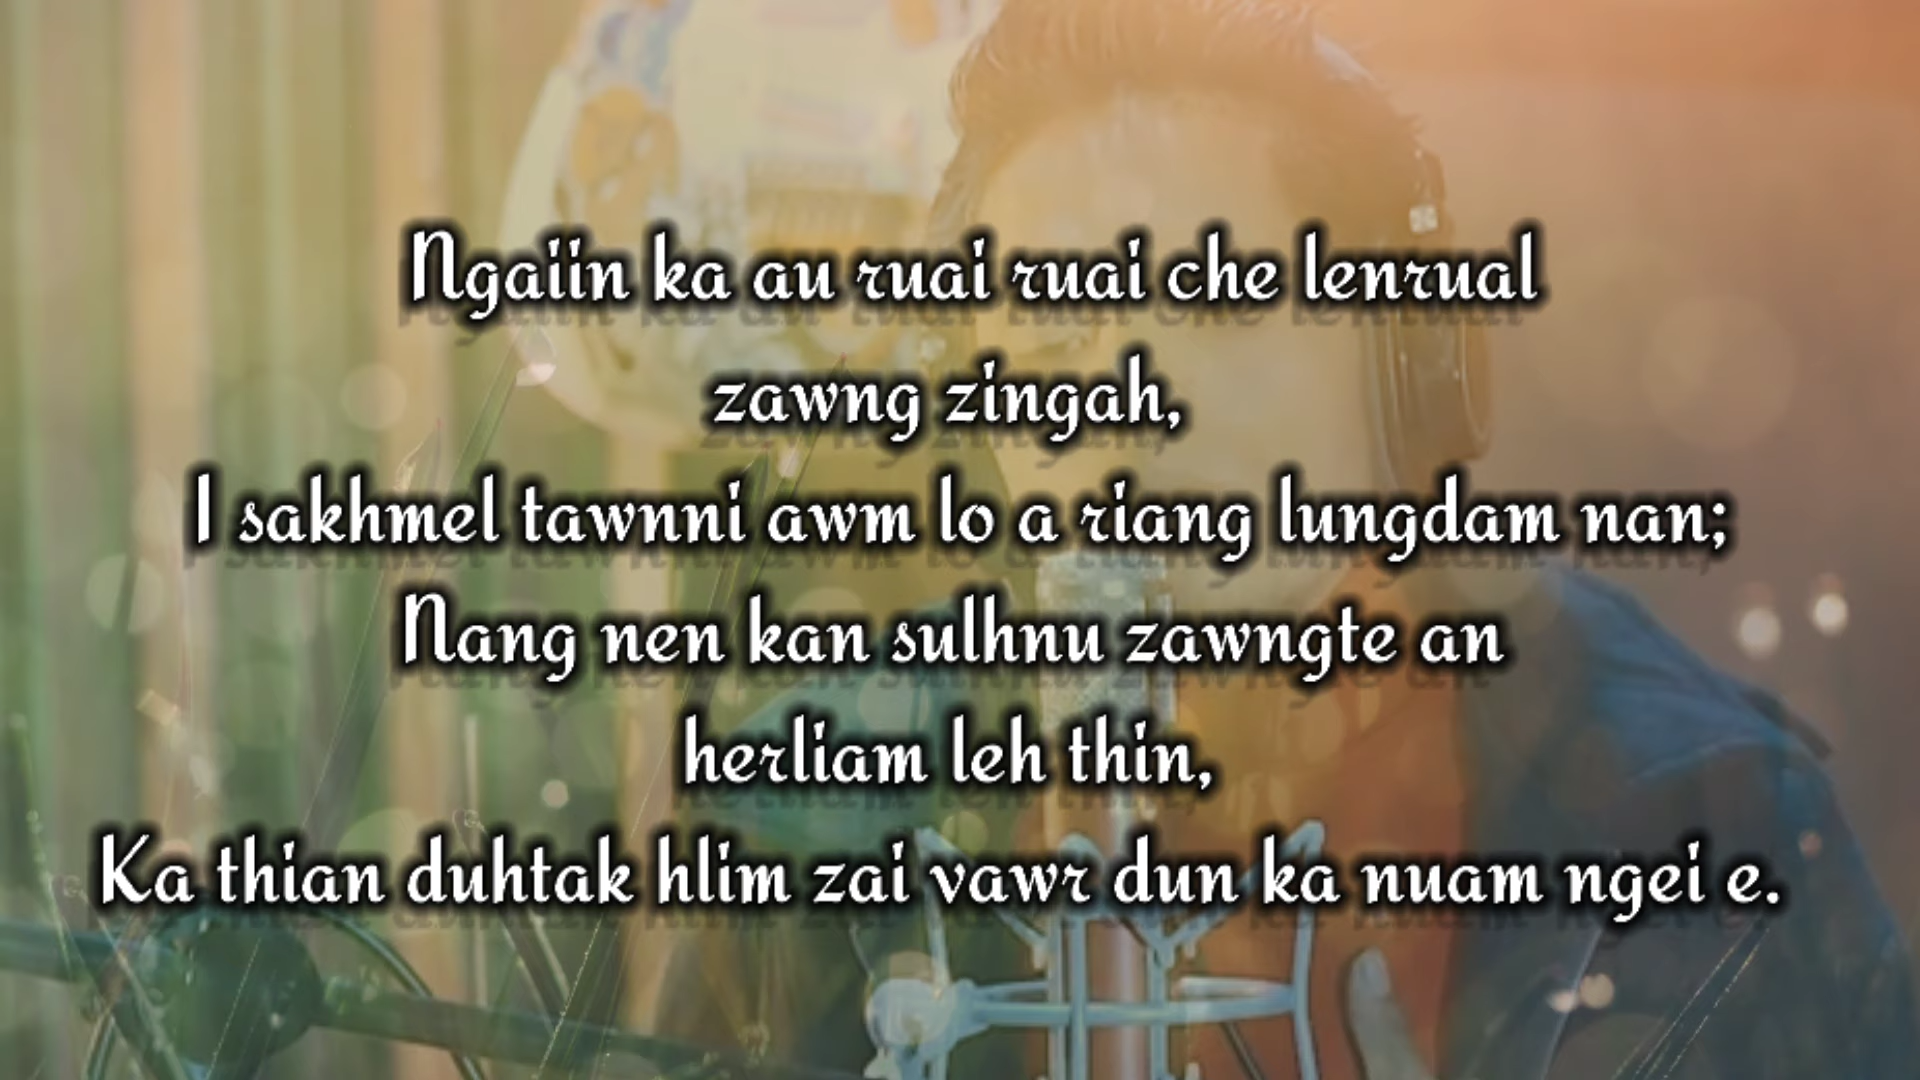 Ngaiin ka au ruai ruai che lenrual
zawng zingah,
I sakhmel tawnni awm lo a riang lungdam nan;
Nang nen kan sulhnu zawngte an
herliam leh thin,
Ka thian duhtak hlim zai vawr dun ka nuam ngei e.